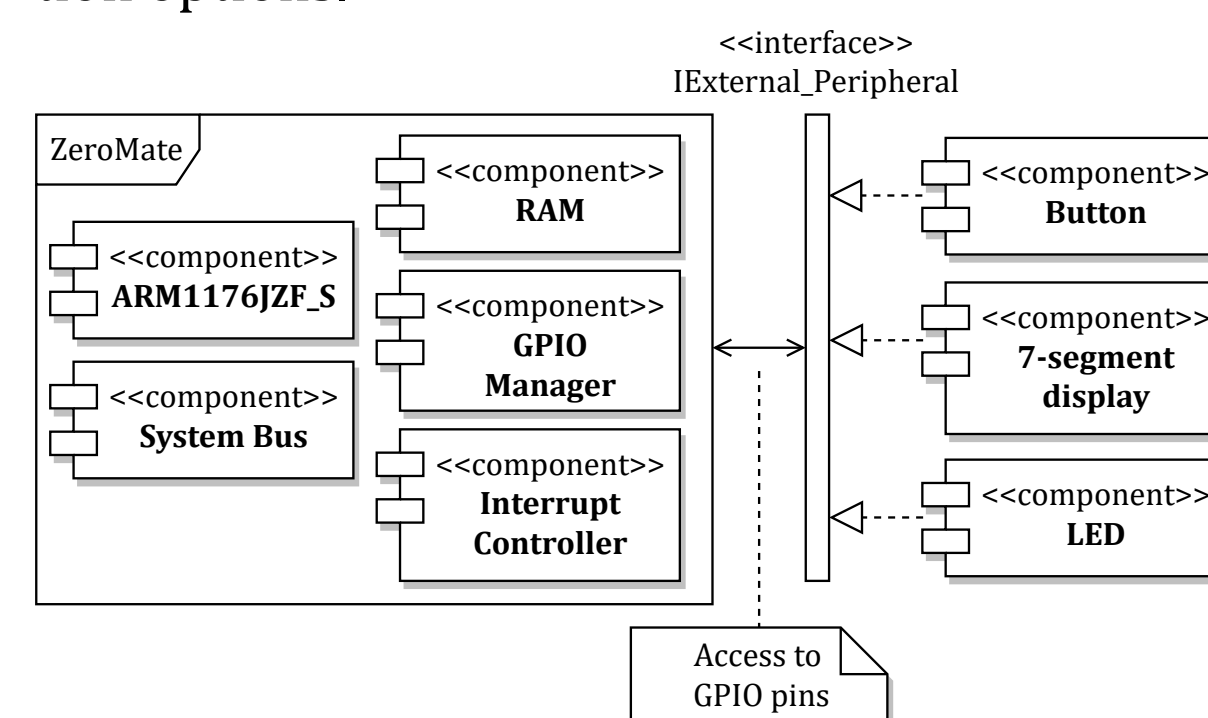 <<interface>>
IExternal_Peripheral
ZeroMate
<<component>>
RAM
<<component>>
ARM1176JZF_S
<<component>>
GPIO
Manager
<<component>>
System Bus
<<component>>
Interrupt
Controller
<<component>>
Button
<<component>>
7-segment
display
<<component>>
LED
Access to
GPIO pins